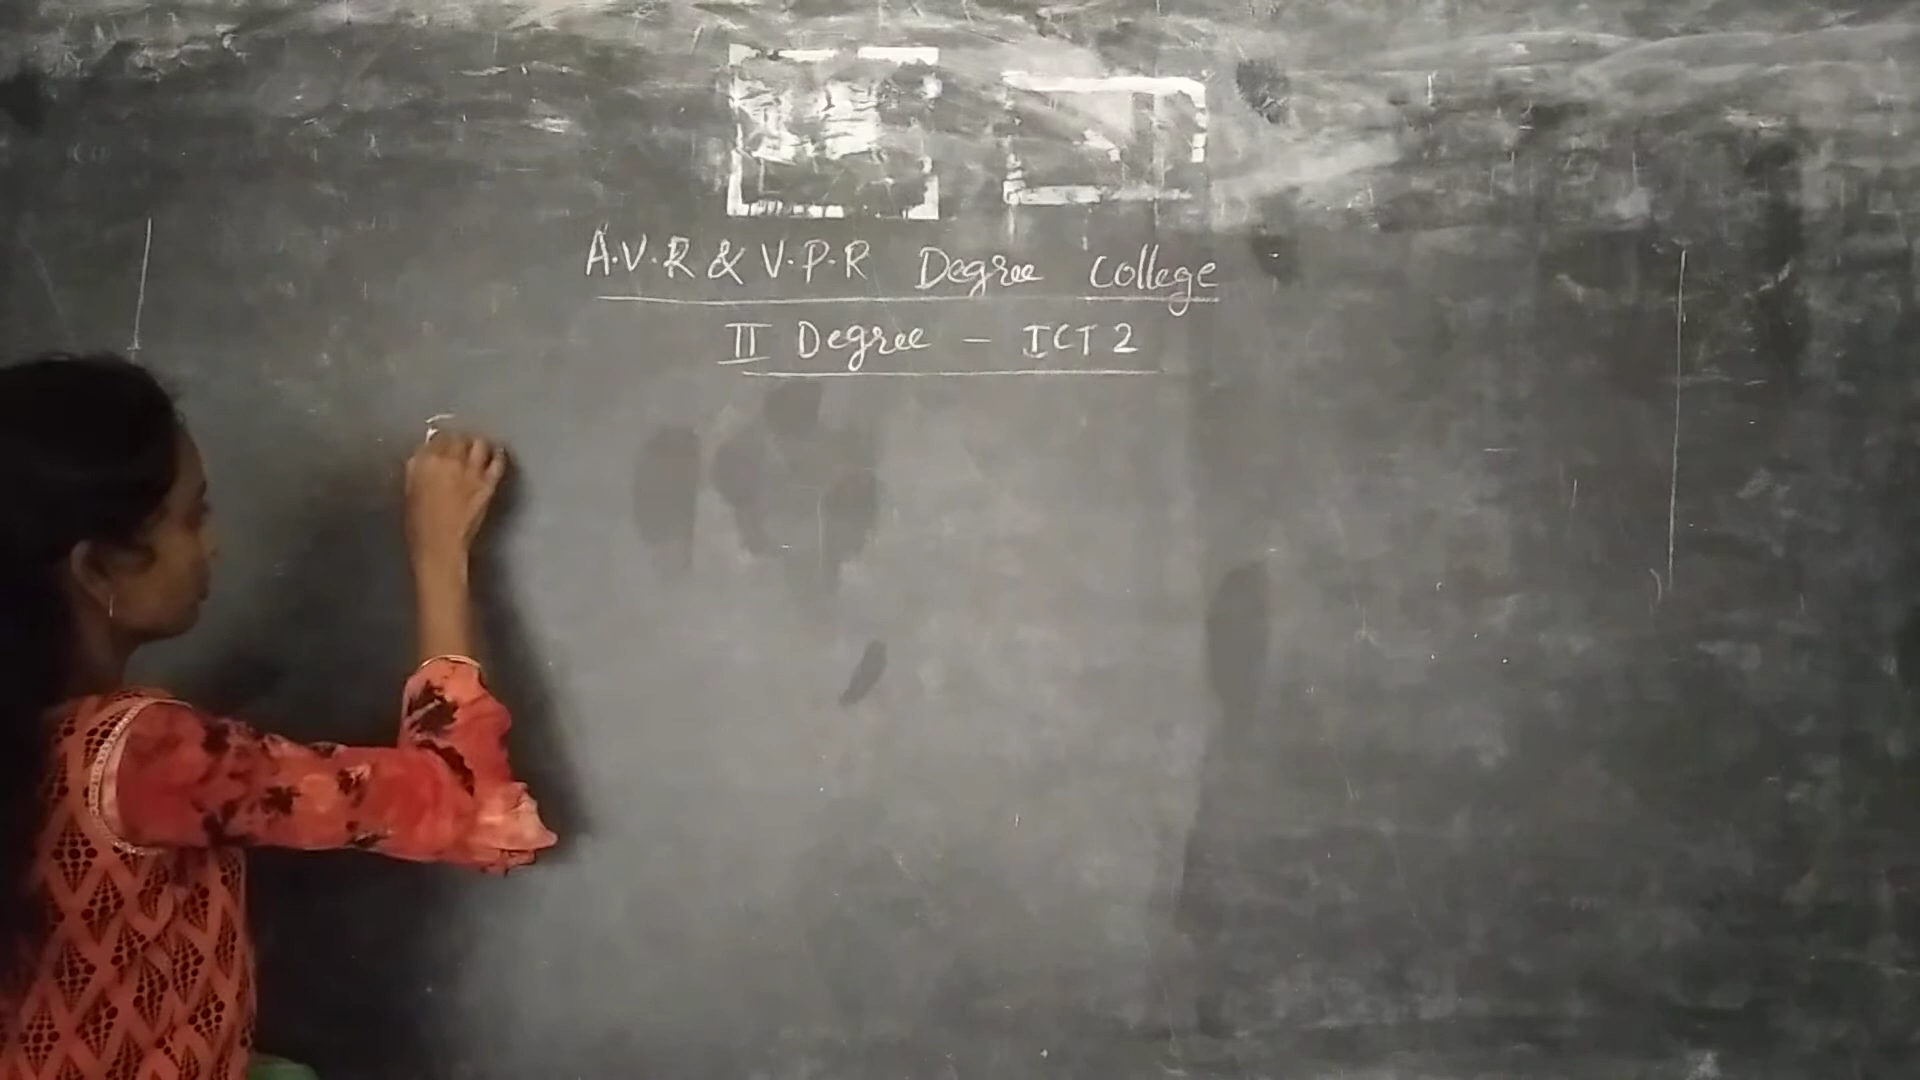 A.V.R & V.P.R Degree College
II Degree - ICT 2